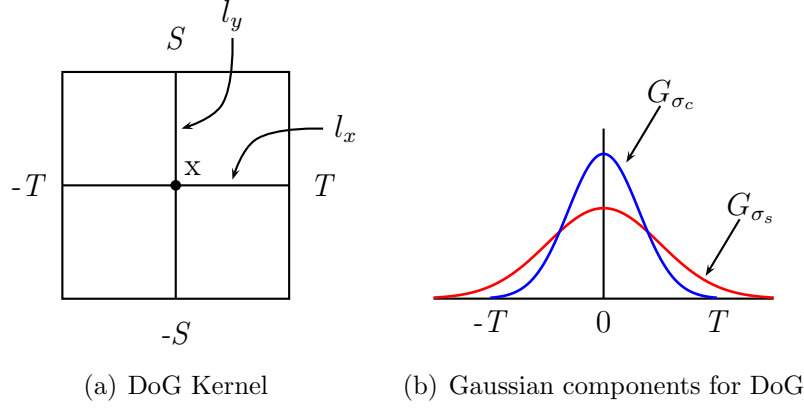 l_y
S
l_x
x
-T
T
-S
(a) DoG Kernel
G_{σ_c}
G_{σ_s}
-T
0
T
(b) Gaussian components for DoG